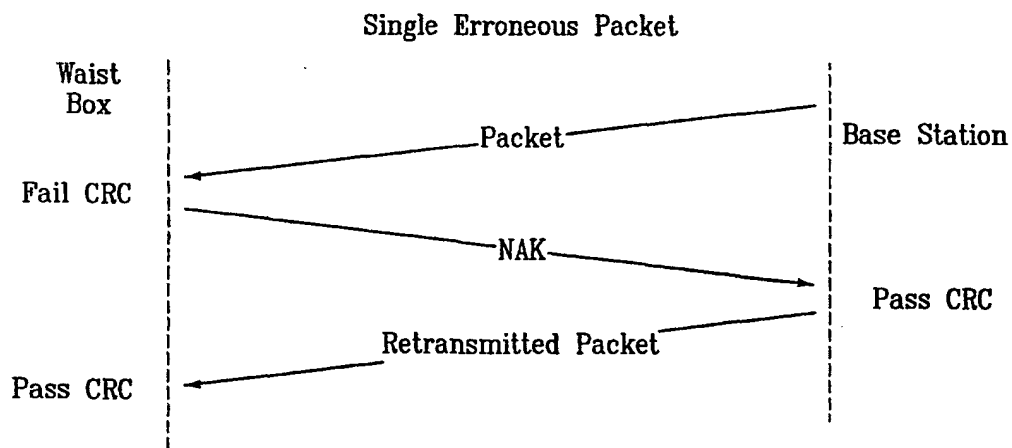 Single Erroneous Packet
Waist
Box
Packet
Base Station
Fail CRC
NAK
Pass CRC
Retransmitted Packet
Pass CRC